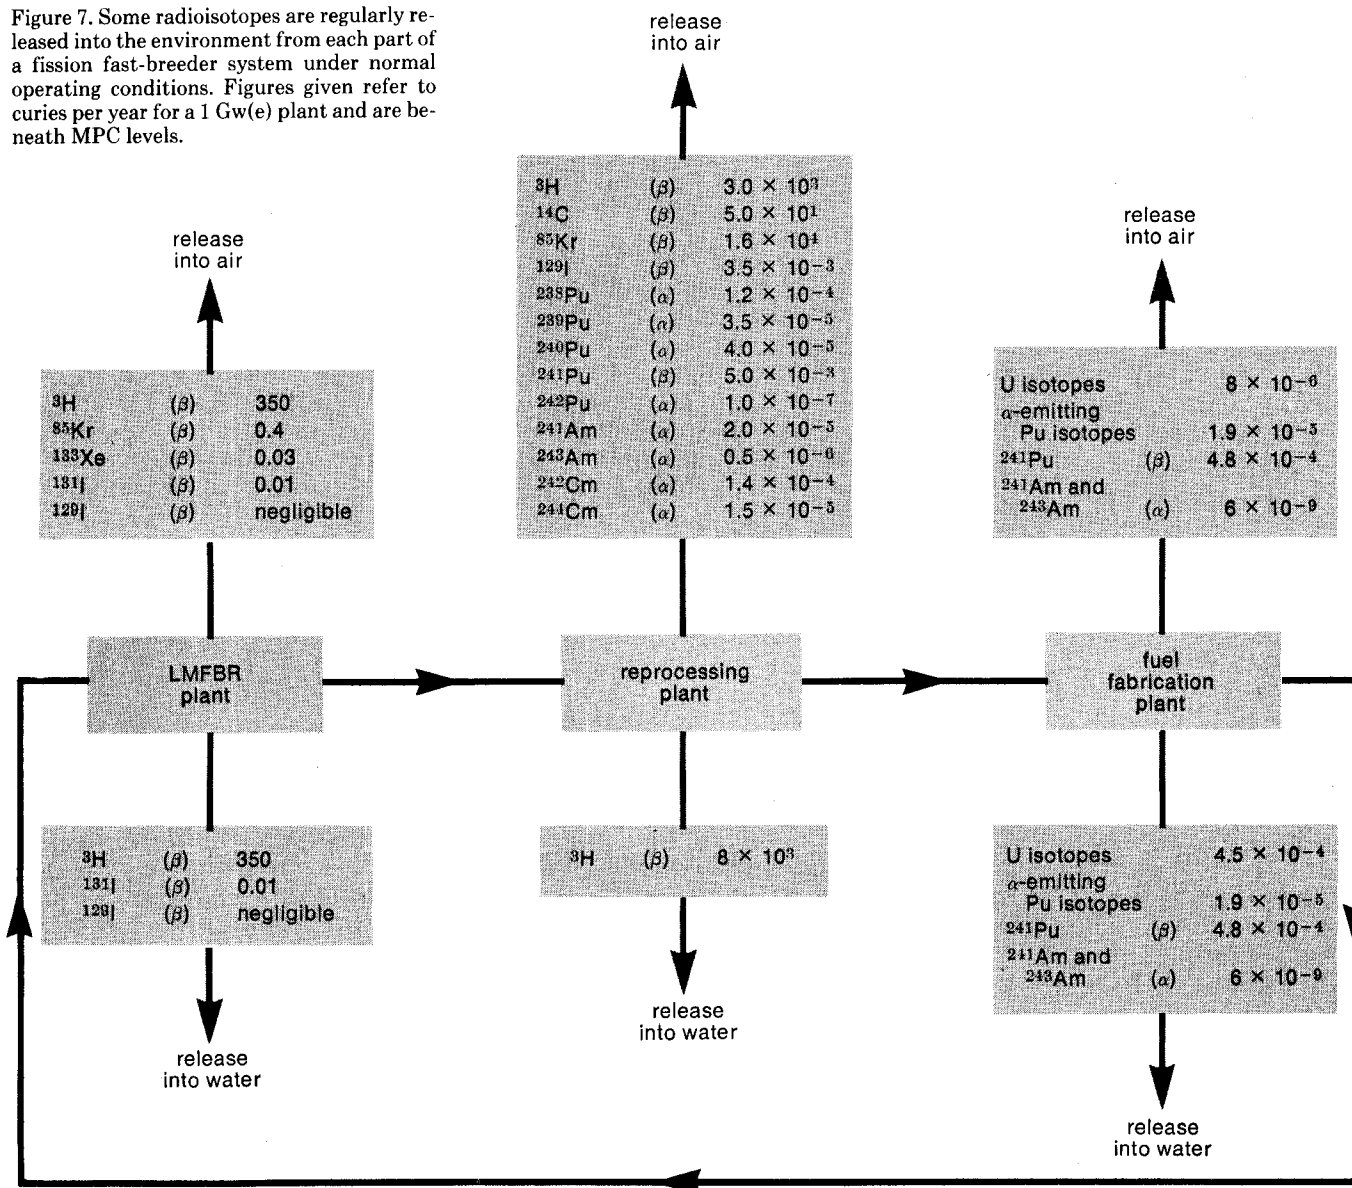 Figure 7. Some radioisotopes are regularly re-
leased into the environment from each part of
a fission fast-breeder system under normal
operating conditions. Figures given refer to
curies per year for a 1 Gw(e) plant and are be-
neath MPC levels.
release
into air
³H (β) 350
⁸⁵Kr (β) 0.4
¹³³Xe (β) 0.03
¹³¹I (β) 0.01
¹²⁹I (β) negligible
LMFBR
plant
³H (β) 350
¹³¹I (β) 0.01
¹²⁹I (β) negligible
release
into water
release
into air
³H (β) 3.0 × 10³
¹⁴C (β) 5.0 × 10¹
⁸⁵Kr (β) 1.6 × 10⁴
¹²⁹I (β) 3.5 × 10⁻³
²³⁸Pu (α) 1.2 × 10⁻⁴
²³⁹Pu (α) 3.5 × 10⁻⁵
²⁴⁰Pu (α) 4.0 × 10⁻⁵
²⁴¹Pu (β) 5.0 × 10⁻³
²⁴²Pu (α) 1.0 × 10⁻⁷
²⁴¹Am (α) 2.0 × 10⁻⁵
²⁴³Am (α) 0.5 × 10⁻⁶
²⁴²Cm (α) 1.4 × 10⁻⁴
²⁴⁴Cm (α) 1.5 × 10⁻⁵
reprocessing
plant
³H (β) 8 × 10³
release
into water
release
into air
U isotopes 8 × 10⁻⁶
α-emitting
Pu isotopes 1.9 × 10⁻⁵
²⁴¹Pu (β) 4.8 × 10⁻⁴
²⁴¹Am and
²⁴³Am (α) 6 × 10⁻⁹
fuel
fabrication
plant
U isotopes 4.5 × 10⁻⁴
α-emitting
Pu isotopes 1.9 × 10⁻⁵
²⁴¹Pu (β) 4.8 × 10⁻⁴
²⁴¹Am and
²⁴³Am (α) 6 × 10⁻⁹
release
into water